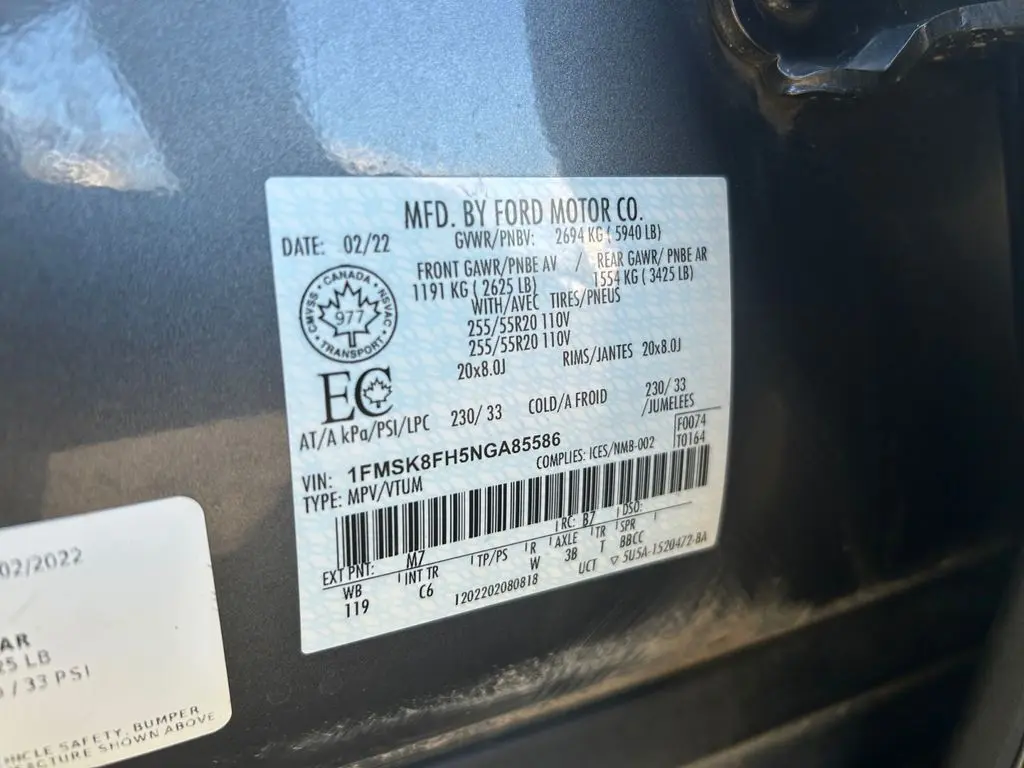 MFD. BY FORD MOTOR CO.
DATE: 02/22
GVWR/PNBV: 2694 KG ( 5940 LB)
FRONT GAWR/PNBE AV / REAR GAWR/ PNBE AR
1191 KG ( 2625 LB) 1554 KG ( 3425 LB)
WITH/AVEC TIRES/PNEUS
255/55R20 110V
255/55R20 110V
20x8.0J RIMS/JANTES 20x8.0J
CMVSS · CANADA · NSVAC · TRANSPORT ·
977
EC
AT/A kPa/PSI/LPC 230/ 33 COLD/A FROID 230/ 33
/JUMELEES
VIN: 1FMSK8FH5NGA85586
F0074
TYPE: MPV/VTUM COMPLIES: ICES/NMB-002
T0164
EXT PNT: M7 RC: B7 DSO:
WB INT TR TP/PS R AXLE TR SPR
119 C6 W 3B T BBCC
1202202080818 UCT ▽ 5U5A-1520472-BA
02/2022
AR
25 LB
/ 33 PSI
SAFETY, BUMPER
SHOWN ABOVE